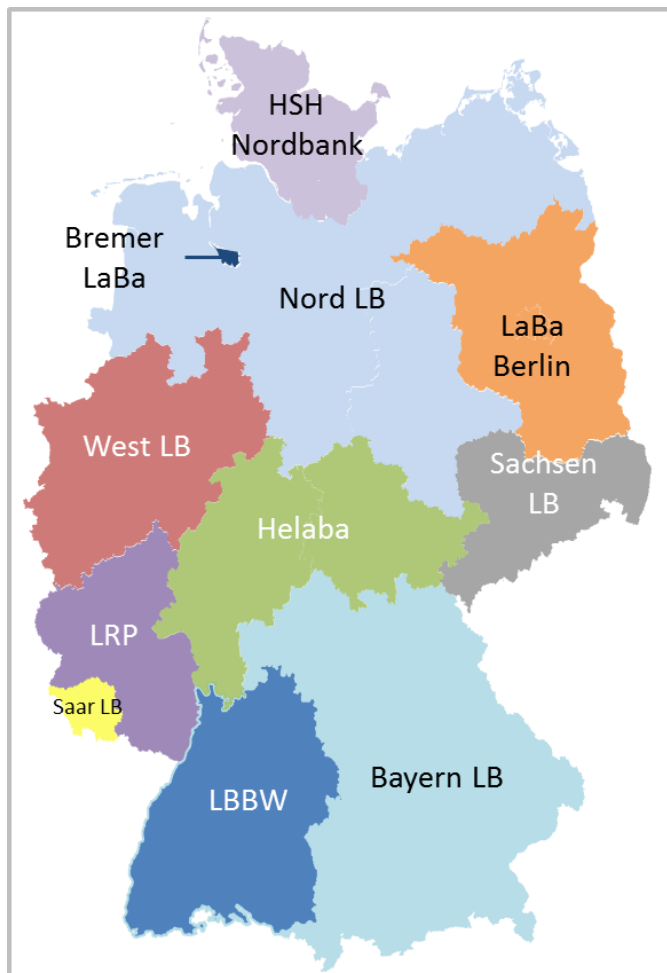 HSH
Nordbank
Bremer
LaBa
Nord LB
LaBa
Berlin
West LB
Sachsen
LB
Helaba
LRP
Saar LB
LBBW
Bayern LB